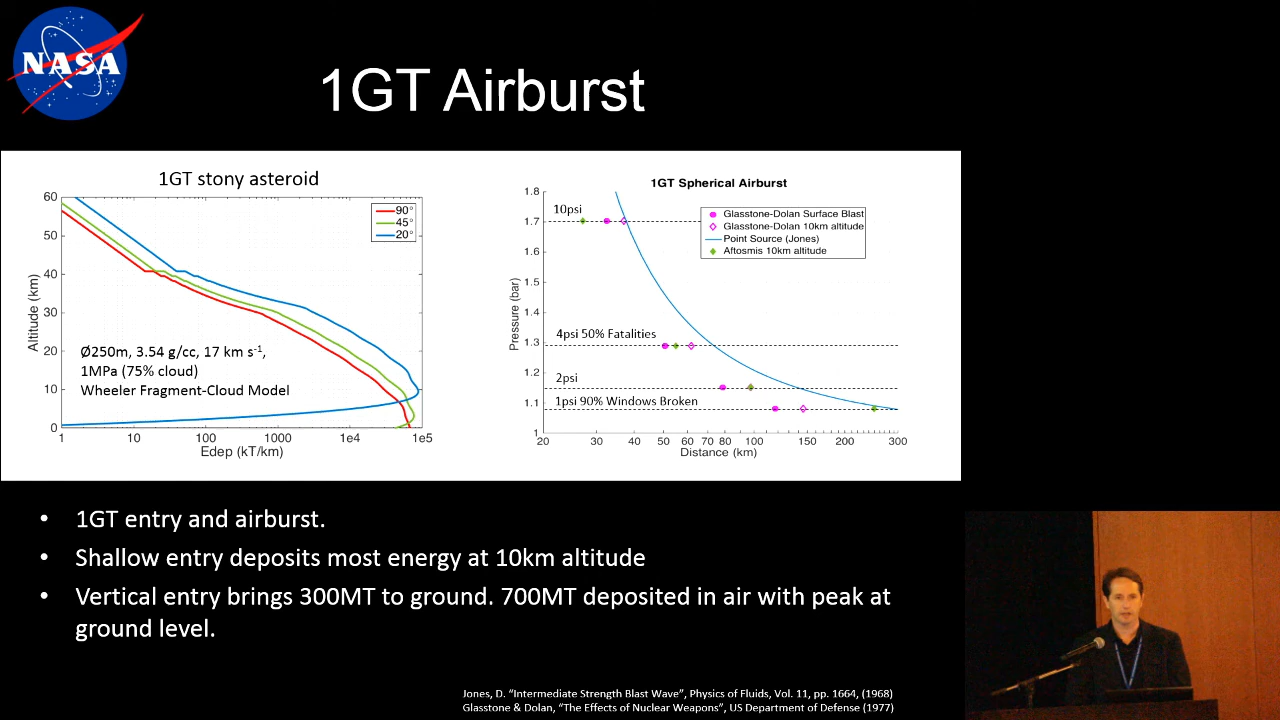 NASA
1GT Airburst
1GT stony asteroid
60
50
40
30
20
10
0
Altitude (km)
90°
45°
20°
Ø250m, 3.54 g/cc, 17 km s-1,
1MPa (75% cloud)
Wheeler Fragment-Cloud Model
1 10 100 1000 1e4 1e5
Edep (kT/km)
1GT Spherical Airburst
1.8
1.7
1.6
1.5
1.4
1.3
1.2
1.1
1
Pressure (bar)
10psi
Glasstone-Dolan Surface Blast
Glasstone-Dolan 10km altitude
Point Source (Jones)
Aftosmis 10km altitude
4psi 50% Fatalities
2psi
1psi 90% Windows Broken
20 30 40 50 60 70 80 100 150 200 300
Distance (km)
• 1GT entry and airburst.
• Shallow entry deposits most energy at 10km altitude
• Vertical entry brings 300MT to ground. 700MT deposited in air with peak at
ground level.
Jones, D. “Intermediate Strength Blast Wave”, Physics of Fluids, Vol. 11, pp. 1664, (1968)
Glasstone & Dolan, “The Effects of Nuclear Weapons”, US Department of Defense (1977)